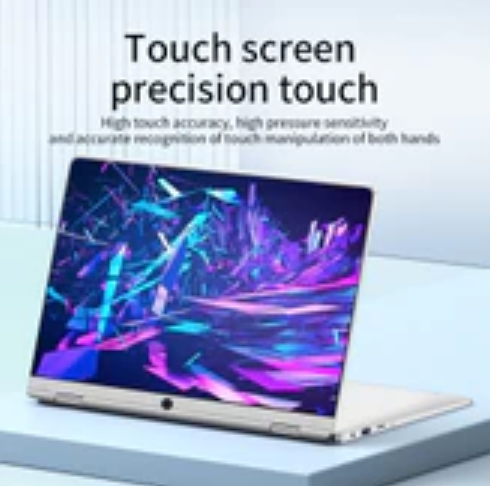 Touch screen
precision touch
High touch accuracy, high pressure sensitivity
and accurate recognition of touch manipulation of both hands